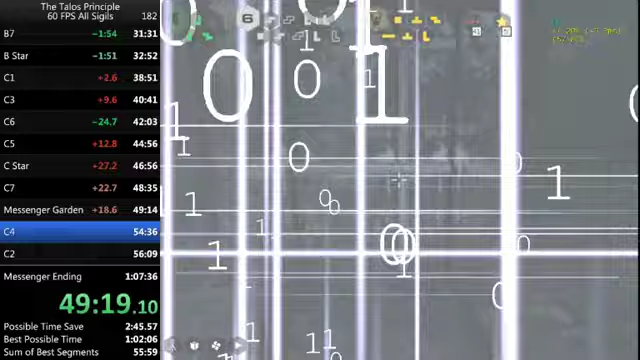 The Talos Principle
60 FPS All Sigils 182
B7 −1:54 31:31
B Star −1:51 32:52
C1 +2.6 38:51
C3 +9.6 40:41
C6 −24.7 42:03
C5 +12.8 44:56
C Star +27.2 46:56
C7 +22.7 48:35
Messenger Garden +18.6 49:14
C4 54:36
C2 56:09
Messenger Ending 1:07:36
49:19.10
Possible Time Save 2:45.57
Best Possible Time 1:02:06
Sum of Best Segments 55:59